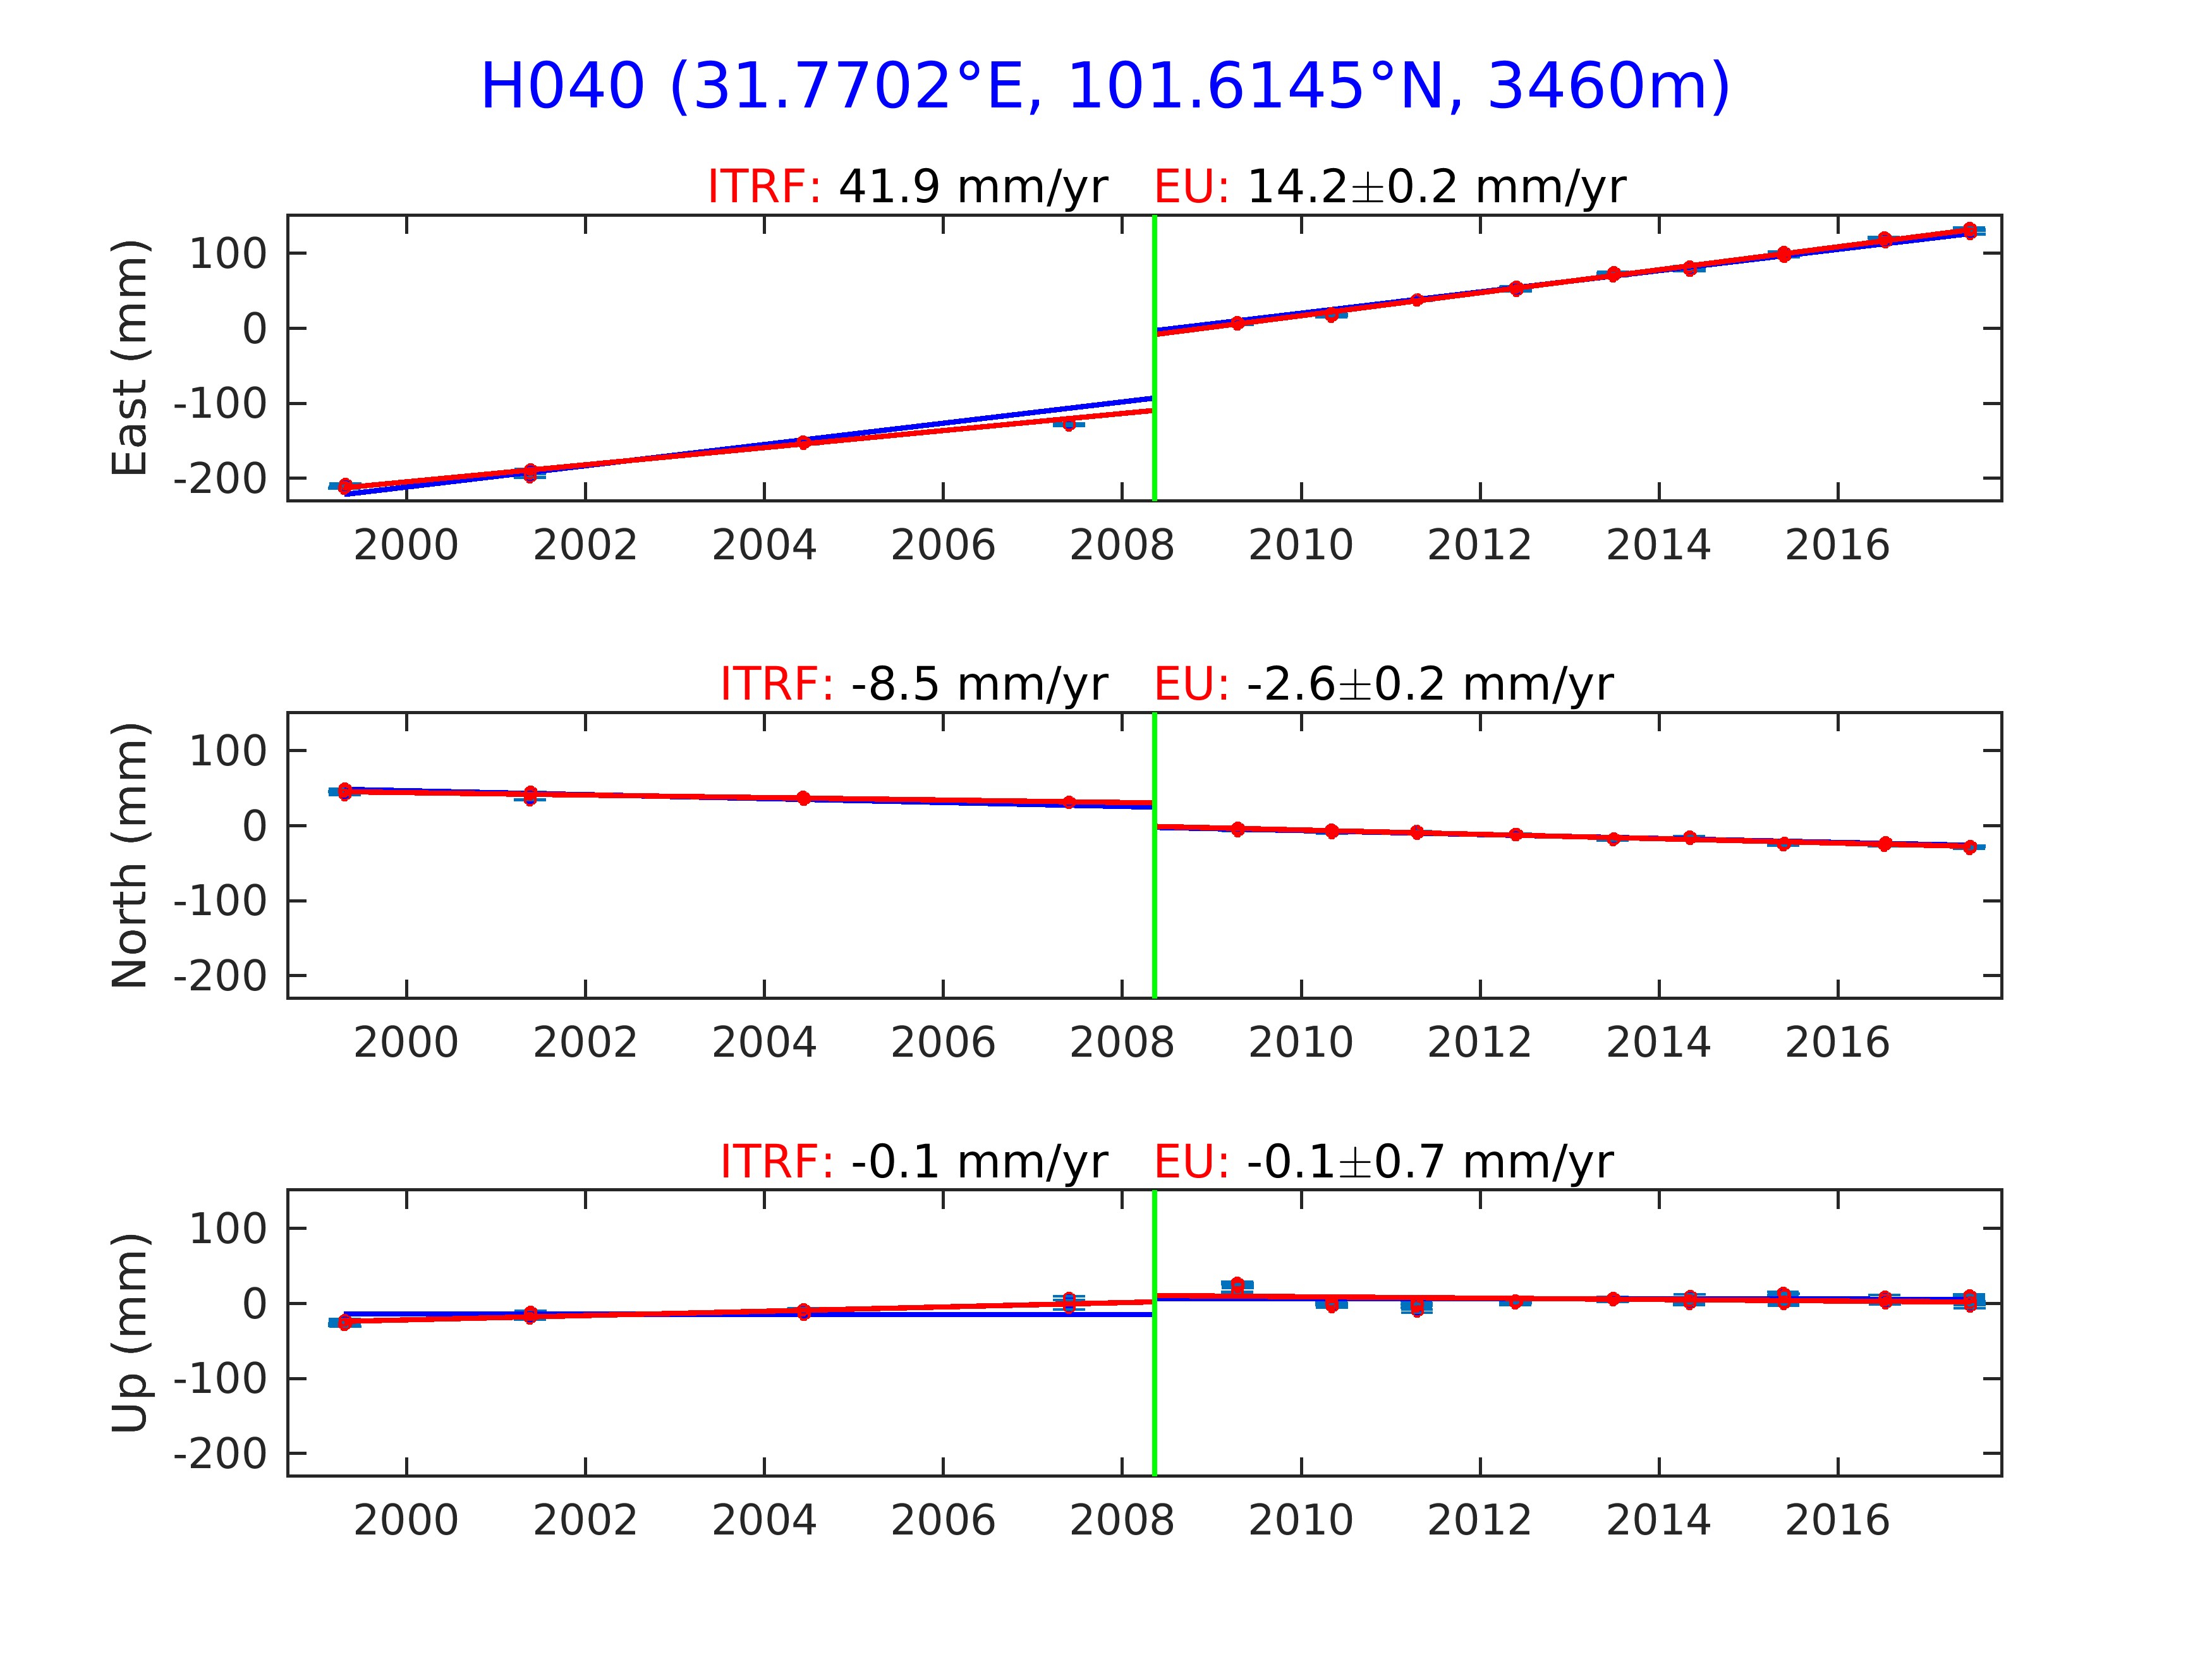 H040 (31.7702°E, 101.6145°N, 3460m)
ITRF: 41.9 mm/yr EU: 14.2±0.2 mm/yr
East (mm)
100
0
-100
-200
2000 2002 2004 2006 2008 2010 2012 2014 2016
ITRF: -8.5 mm/yr EU: -2.6±0.2 mm/yr
North (mm)
100
0
-100
-200
2000 2002 2004 2006 2008 2010 2012 2014 2016
ITRF: -0.1 mm/yr EU: -0.1±0.7 mm/yr
Up (mm)
100
0
-100
-200
2000 2002 2004 2006 2008 2010 2012 2014 2016